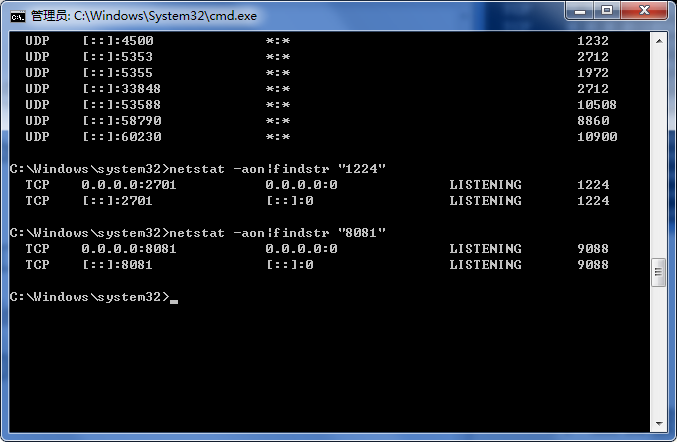 管理员: C:\Windows\System32\cmd.exe
UDP [::]:4500 *:* 1232
UDP [::]:5353 *:* 2712
UDP [::]:5355 *:* 1972
UDP [::]:33848 *:* 2712
UDP [::]:53588 *:* 10508
UDP [::]:58790 *:* 8860
UDP [::]:60230 *:* 10900
C:\Windows\system32>netstat -aon|findstr "1224"
TCP 0.0.0.0:2701 0.0.0.0:0 LISTENING 1224
TCP [::]:2701 [::]:0 LISTENING 1224
C:\Windows\system32>netstat -aon|findstr "8081"
TCP 0.0.0.0:8081 0.0.0.0:0 LISTENING 9088
TCP [::]:8081 [::]:0 LISTENING 9088
C:\Windows\system32>